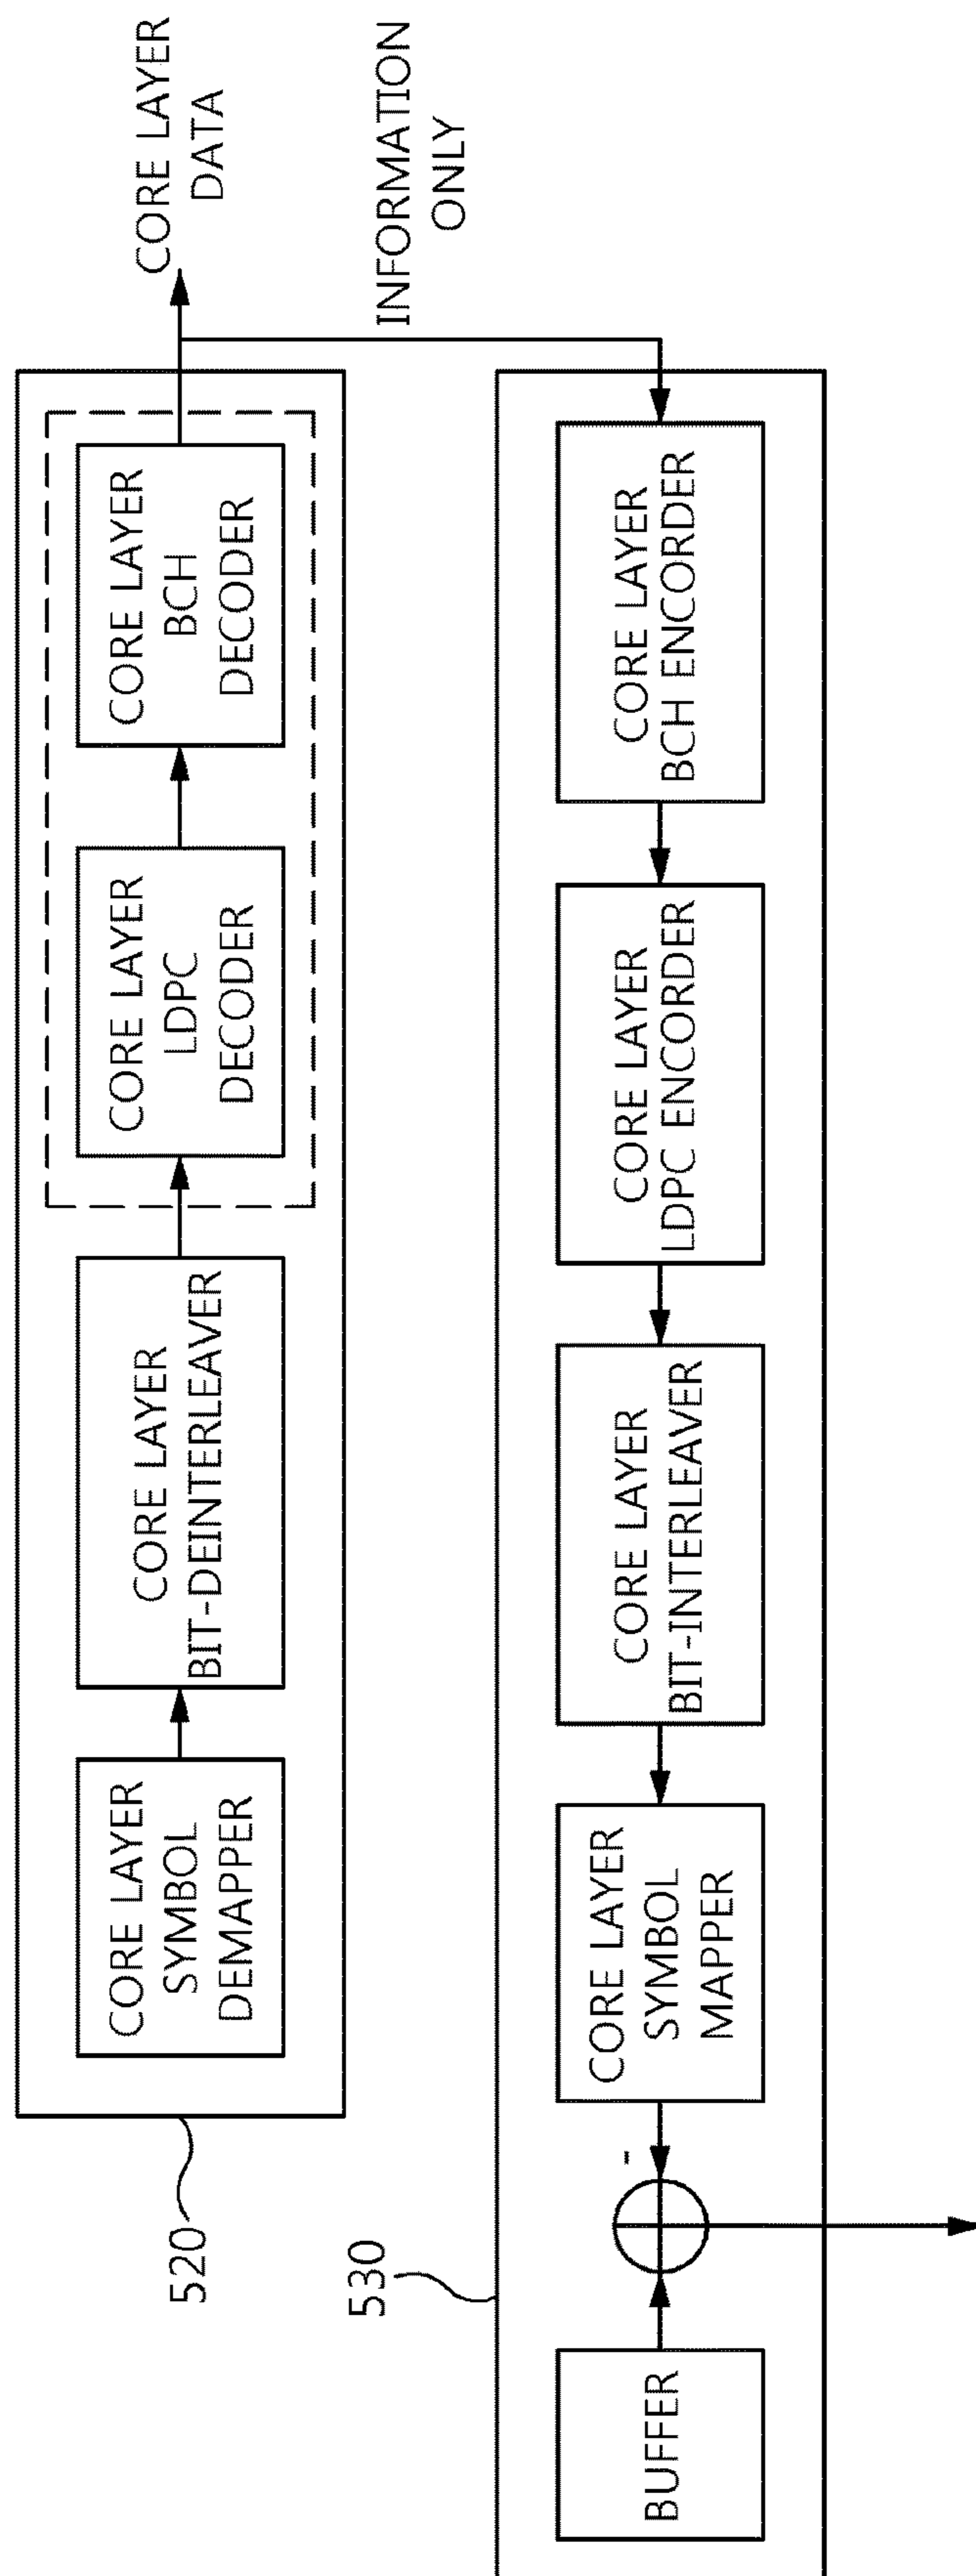 CORE LAYER
SYMBOL
DEMAPPER
CORE LAYER
BIT-DEINTERLEAVER
CORE LAYER
LDPC
DECODER
CORE LAYER
BCH
DECODER
CORE LAYER
DATA
520
INFORMATION
ONLY
530
BUFFER
-
CORE LAYER
SYMBOL
MAPPER
CORE LAYER
BIT-INTERLEAVER
CORE LAYER
LDPC ENCORDER
CORE LAYER
BCH ENCORDER